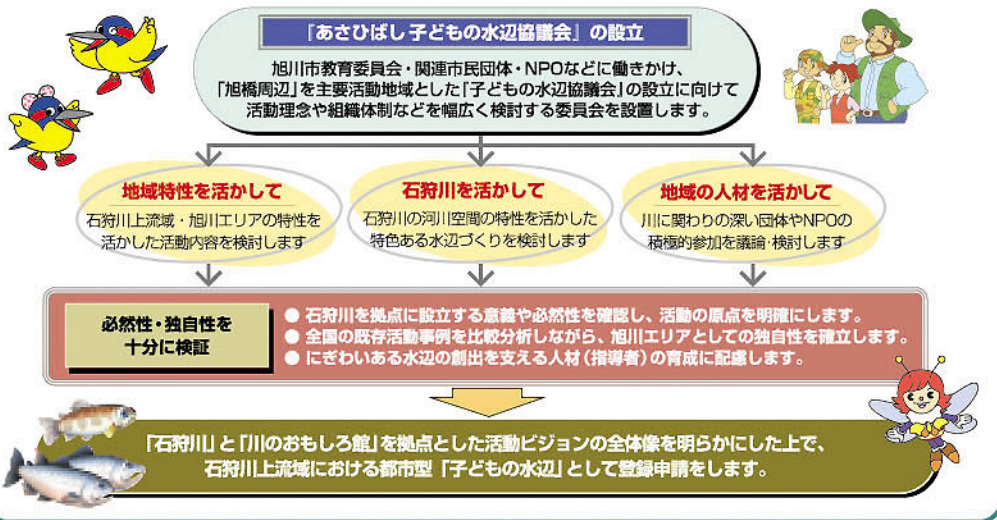 『あさひばし 子どもの水辺協議会』の設立
旭川市教育委員会・関連市民団体・NPOなどに働きかけ、
「旭橋周辺」を主要活動地域とした『子どもの水辺協議会』の設立に向けて
活動理念や組織体制などを幅広く検討する委員会を設置します。
地域特性を活かして
石狩川上流域・旭川エリアの特性を
活かした活動内容を検討します
石狩川を活かして
石狩川の河川空間の特性を活かした
特色ある水辺づくりを検討します
地域の人材を活かして
川に関わりの深い団体やNPOの
積極的参加を議論・検討します
必然性・独自性を
十分に検証
● 石狩川を拠点に設立する意義や必然性を確認し、活動の原点を明確にします。
● 全国の既存活動事例を比較分析しながら、旭川エリアとしての独自性を確立します。
● にぎわいある水辺の創出を支える人材（指導者）の育成に配慮します。
「石狩川」と「川のおもしろ館」を拠点とした活動ビジョンの全体像を明らかにした上で、
石狩川上流域における都市型「子どもの水辺」として登録申請をします。